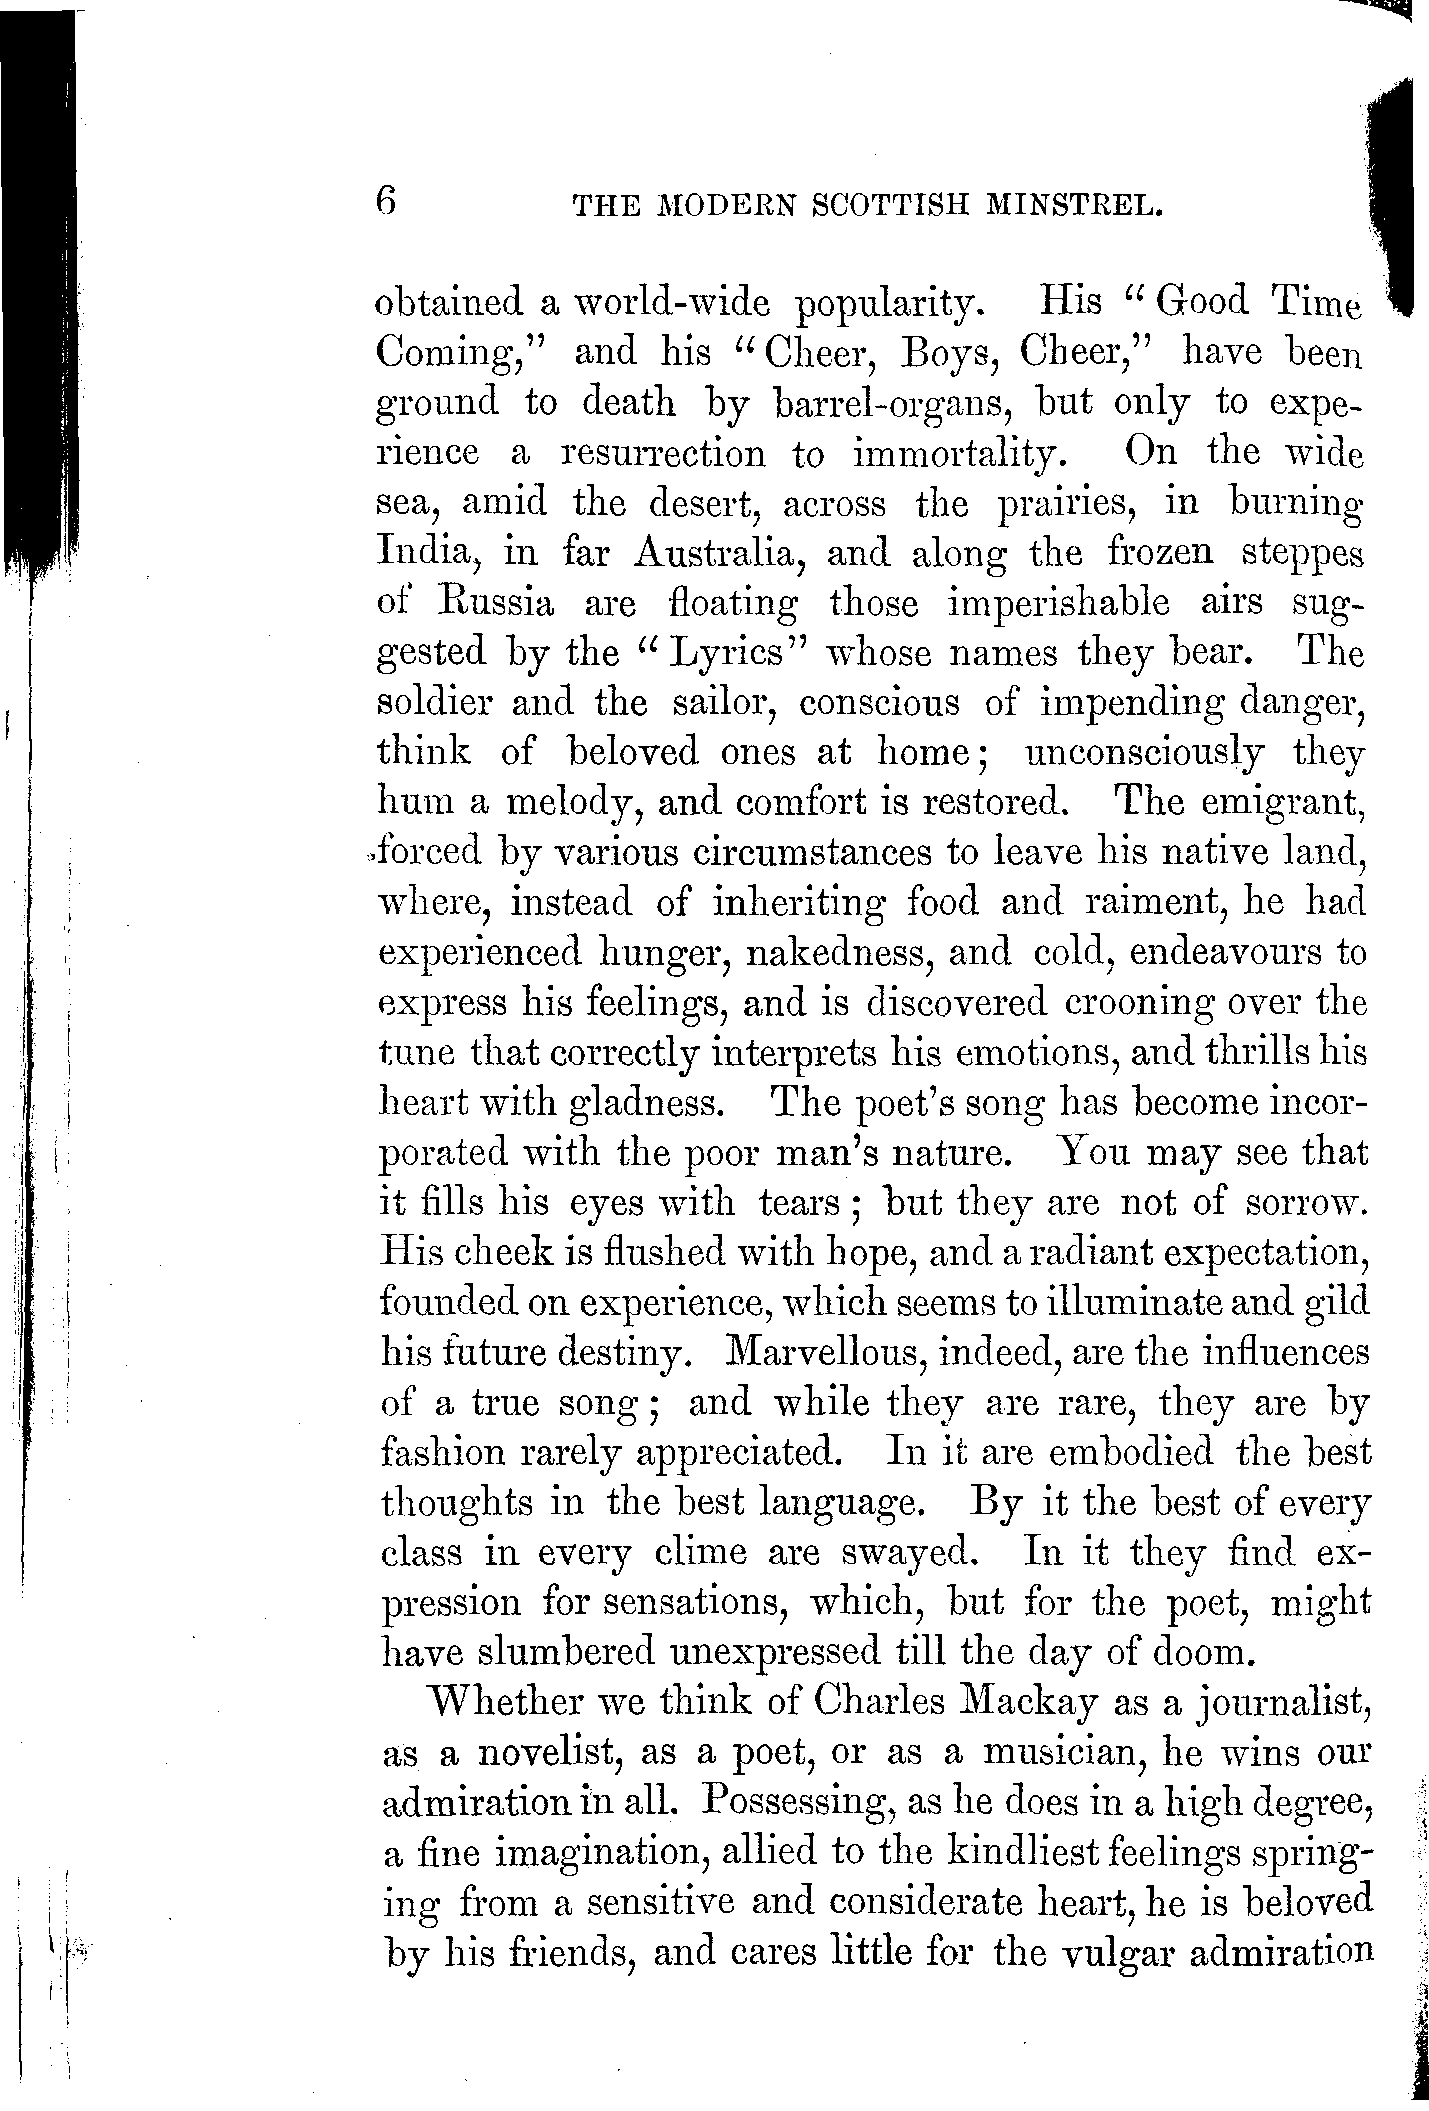 6 THE MODERN SCOTTISH MINSTREL.
obtained a world-wide popularity. His “Good Time
Coming,” and his “Cheer, Boys, Cheer,” have been
ground to death by barrel-organs, but only to expe-
rience a resurrection to immortality. On the wide
sea, amid the desert, across the prairies, in burning
India, in far Australia, and along the frozen steppes
of Russia are floating those imperishable airs sug-
gested by the “Lyrics” whose names they bear. The
soldier and the sailor, conscious of impending danger,
think of beloved ones at home; unconsciously they
hum a melody, and comfort is restored. The emigrant,
forced by various circumstances to leave his native land,
where, instead of inheriting food and raiment, he had
experienced hunger, nakedness, and cold, endeavours to
express his feelings, and is discovered crooning over the
tune that correctly interprets his emotions, and thrills his
heart with gladness. The poet’s song has become incor-
porated with the poor man’s nature. You may see that
it fills his eyes with tears; but they are not of sorrow.
His cheek is flushed with hope, and a radiant expectation,
founded on experience, which seems to illuminate and gild
his future destiny. Marvellous, indeed, are the influences
of a true song; and while they are rare, they are by
fashion rarely appreciated. In it are embodied the best
thoughts in the best language. By it the best of every
class in every clime are swayed. In it they find ex-
pression for sensations, which, but for the poet, might
have slumbered unexpressed till the day of doom.
Whether we think of Charles Mackay as a journalist,
as a novelist, as a poet, or as a musician, he wins our
admiration in all. Possessing, as he does in a high degree,
a fine imagination, allied to the kindliest feelings spring-
ing from a sensitive and considerate heart, he is beloved
by his friends, and cares little for the vulgar admiration